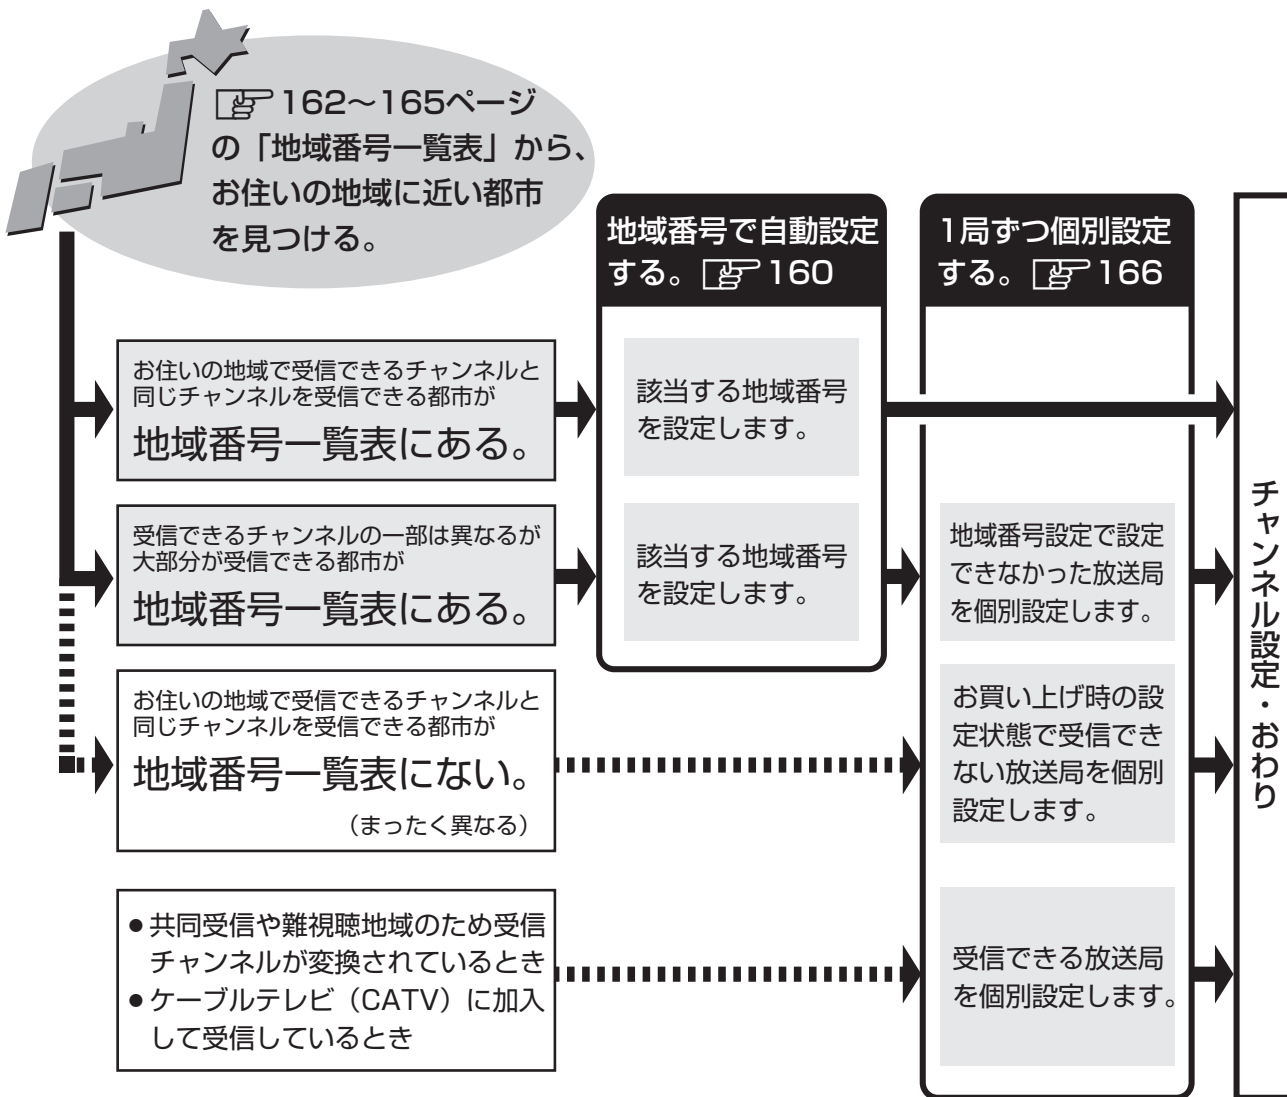 162～165ページ
の「地域番号一覧表」から、
お住いの地域に近い都市
を見つける。
地域番号で自動設定
する。 160
1局ずつ個別設定
する。 166
お住いの地域で受信できるチャンネルと
同じチャンネルを受信できる都市が
地域番号一覧表にある。
該当する地域番号
を設定します。
受信できるチャンネルの一部は異なるが
大部分が受信できる都市が
地域番号一覧表にある。
該当する地域番号
を設定します。
地域番号設定で設定
できなかった放送局
を個別設定します。
お住いの地域で受信できるチャンネルと
同じチャンネルを受信できる都市が
地域番号一覧表にない。
（まったく異なる）
お買い上げ時の設
定状態で受信でき
ない放送局を個別
設定します。
●共同受信や難視聴地域のため受信
チャンネルが変換されているとき
●ケーブルテレビ（CATV）に加入
して受信しているとき
受信できる放送局
を個別設定します。
チャンネル設定・おわり